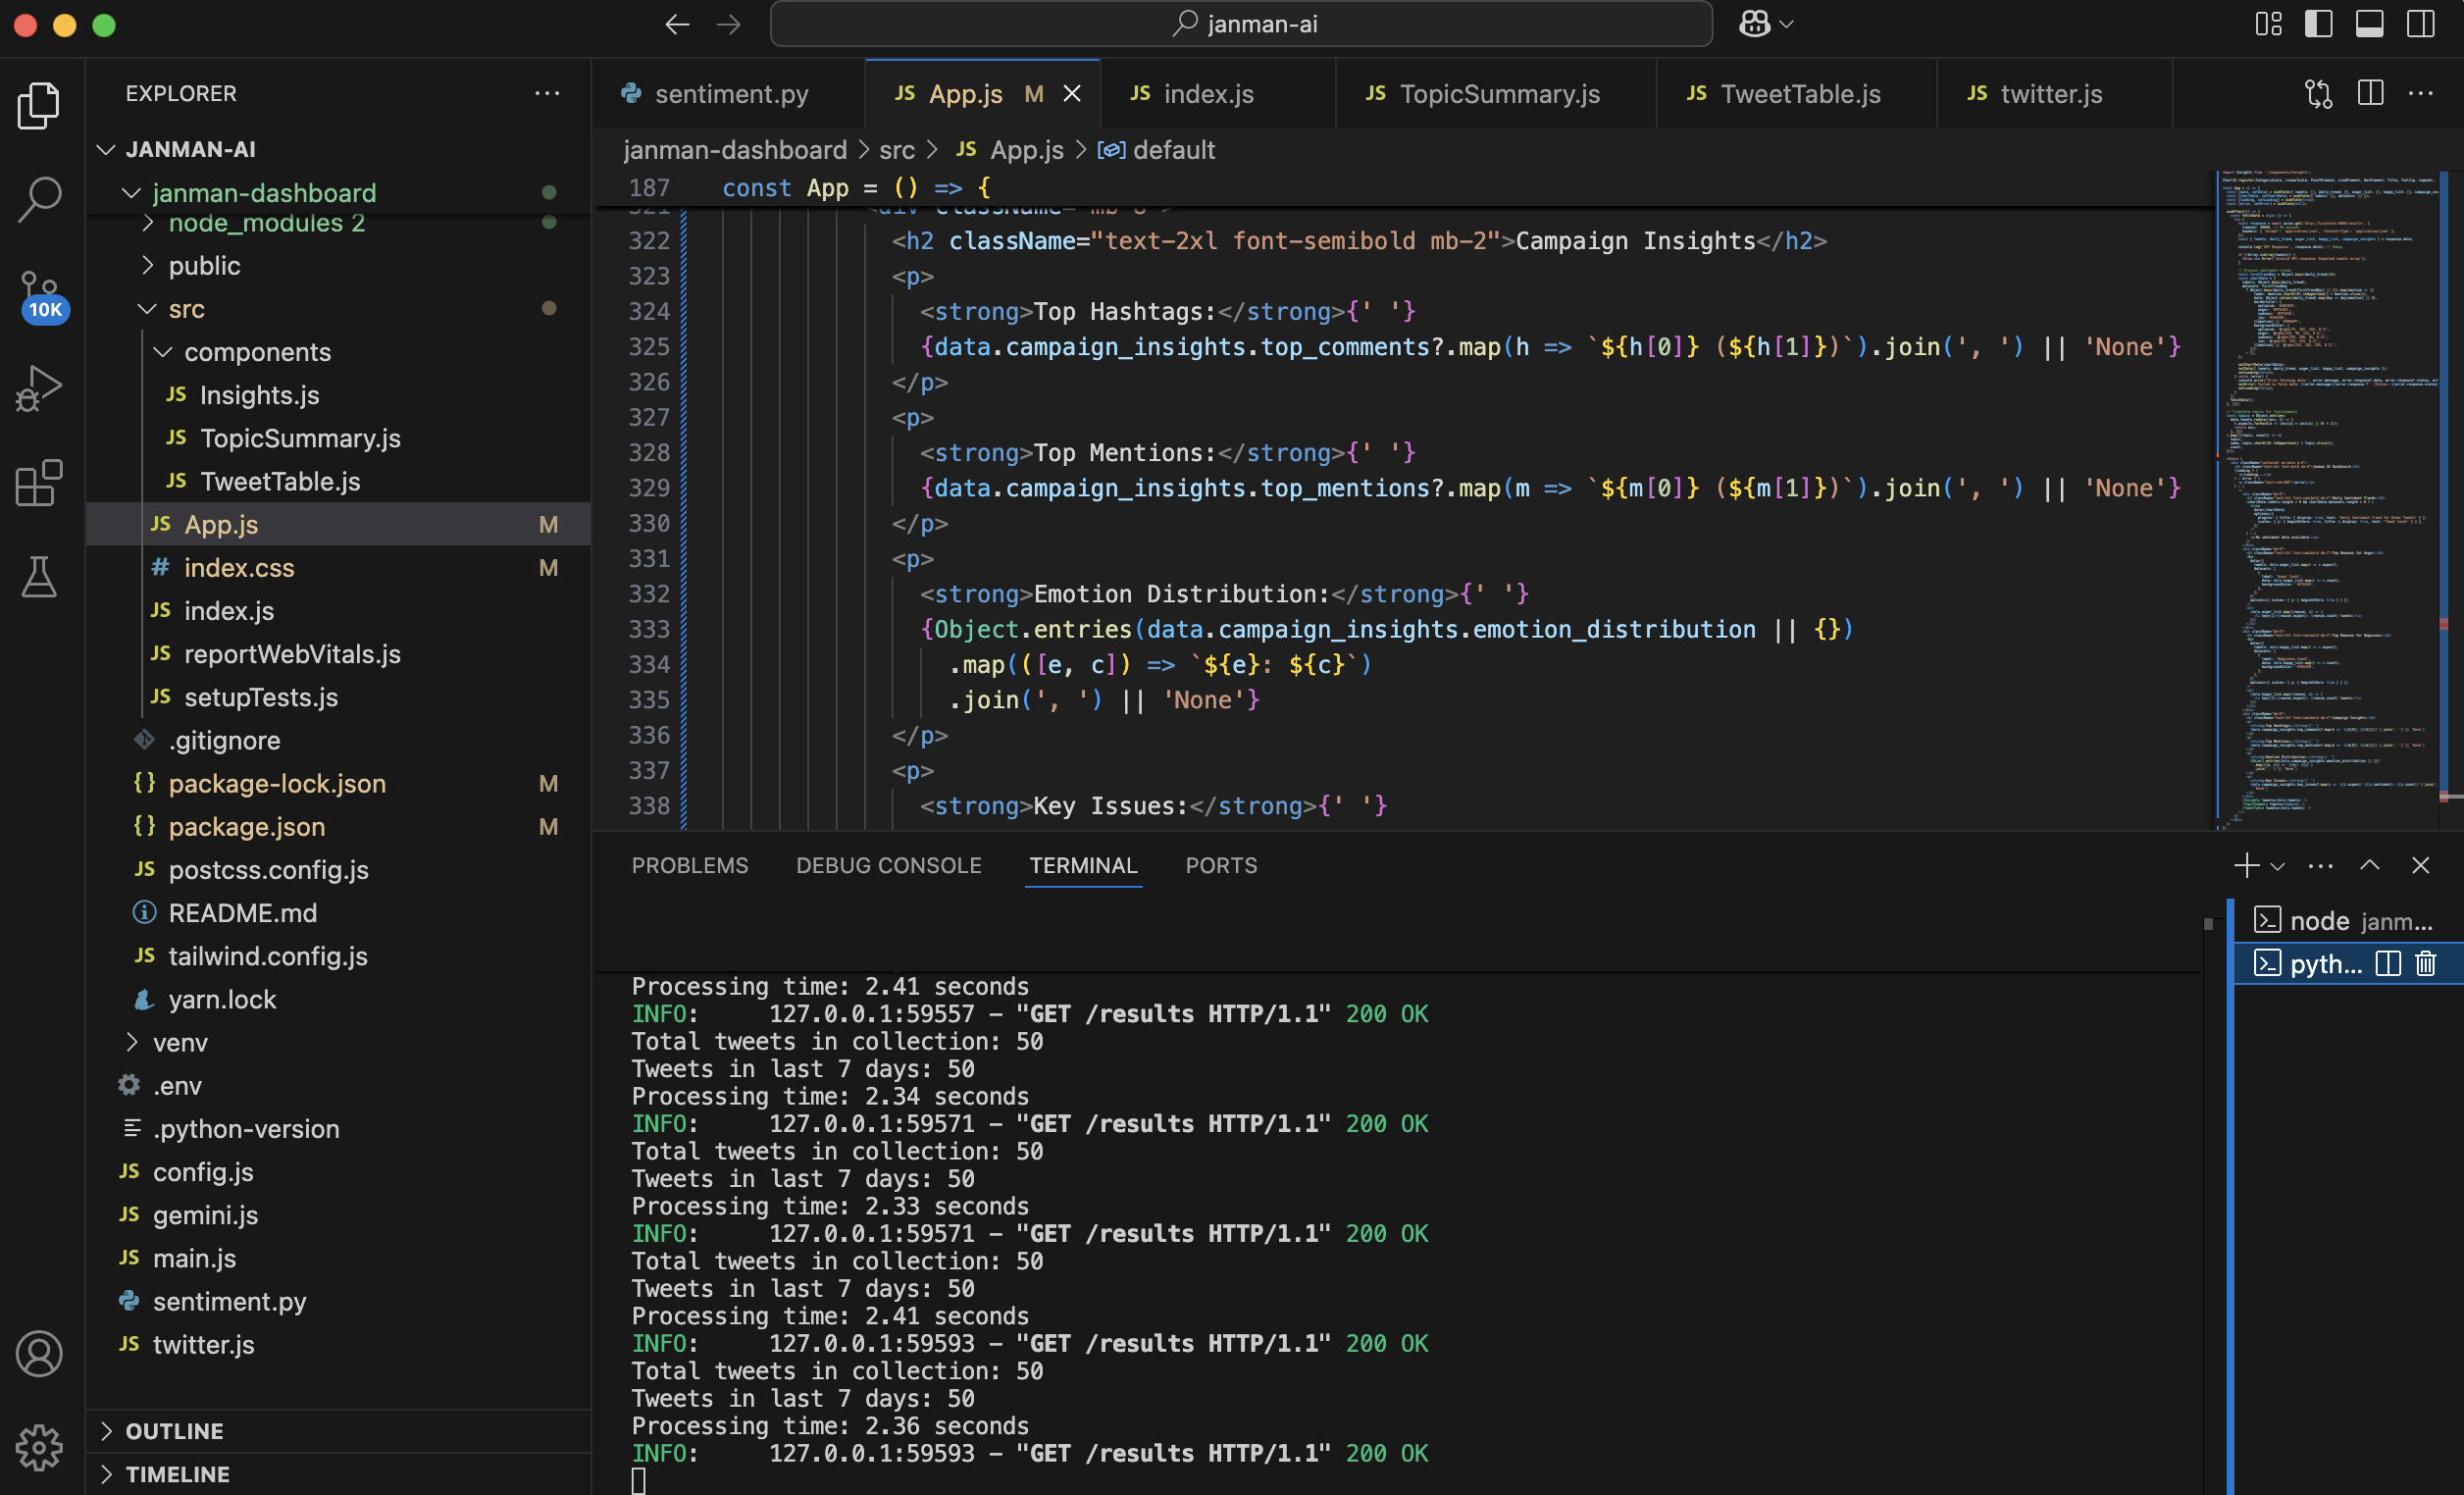 janman-ai
EXPLORER
JANMAN-AI
janman-dashboard
node_modules 2
public
src
components
JS Insights.js
JS TopicSummary.js
JS TweetTable.js
JS App.js M
# index.css M
JS index.js
JS reportWebVitals.js
JS setupTests.js
.gitignore
{} package-lock.json M
{} package.json M
JS postcss.config.js
README.md
JS tailwind.config.js
yarn.lock
venv
.env
.python-version
JS config.js
JS gemini.js
JS main.js
sentiment.py
JS twitter.js
OUTLINE
TIMELINE
10K
sentiment.py
JS App.js M
JS index.js
JS TopicSummary.js
JS TweetTable.js
JS twitter.js
janman-dashboard > src > JS App.js > default
187 const App = () => {
322 <h2 className="text-2xl font-semibold mb-2">Campaign Insights</h2>
323 <p>
324 <strong>Top Hashtags:</strong>{' '}
325 {data.campaign_insights.top_comments?.map(h => `${h[0]} (${h[1]})`).join(', ') || 'None'}
326 </p>
327 <p>
328 <strong>Top Mentions:</strong>{' '}
329 {data.campaign_insights.top_mentions?.map(m => `${m[0]} (${m[1]})`).join(', ') || 'None'}
330 </p>
331 <p>
332 <strong>Emotion Distribution:</strong>{' '}
333 {Object.entries(data.campaign_insights.emotion_distribution || {})
334 .map(([e, c]) => `${e}: ${c}`)
335 .join(', ') || 'None'}
336 </p>
337 <p>
338 <strong>Key Issues:</strong>{' '}
PROBLEMS DEBUG CONSOLE TERMINAL PORTS
Processing time: 2.41 seconds
INFO: 127.0.0.1:59557 - "GET /results HTTP/1.1" 200 OK
Total tweets in collection: 50
Tweets in last 7 days: 50
Processing time: 2.34 seconds
INFO: 127.0.0.1:59571 - "GET /results HTTP/1.1" 200 OK
Total tweets in collection: 50
Tweets in last 7 days: 50
Processing time: 2.33 seconds
INFO: 127.0.0.1:59571 - "GET /results HTTP/1.1" 200 OK
Total tweets in collection: 50
Tweets in last 7 days: 50
Processing time: 2.41 seconds
INFO: 127.0.0.1:59593 - "GET /results HTTP/1.1" 200 OK
Total tweets in collection: 50
Tweets in last 7 days: 50
Processing time: 2.36 seconds
INFO: 127.0.0.1:59593 - "GET /results HTTP/1.1" 200 OK
node janm...
pyth...